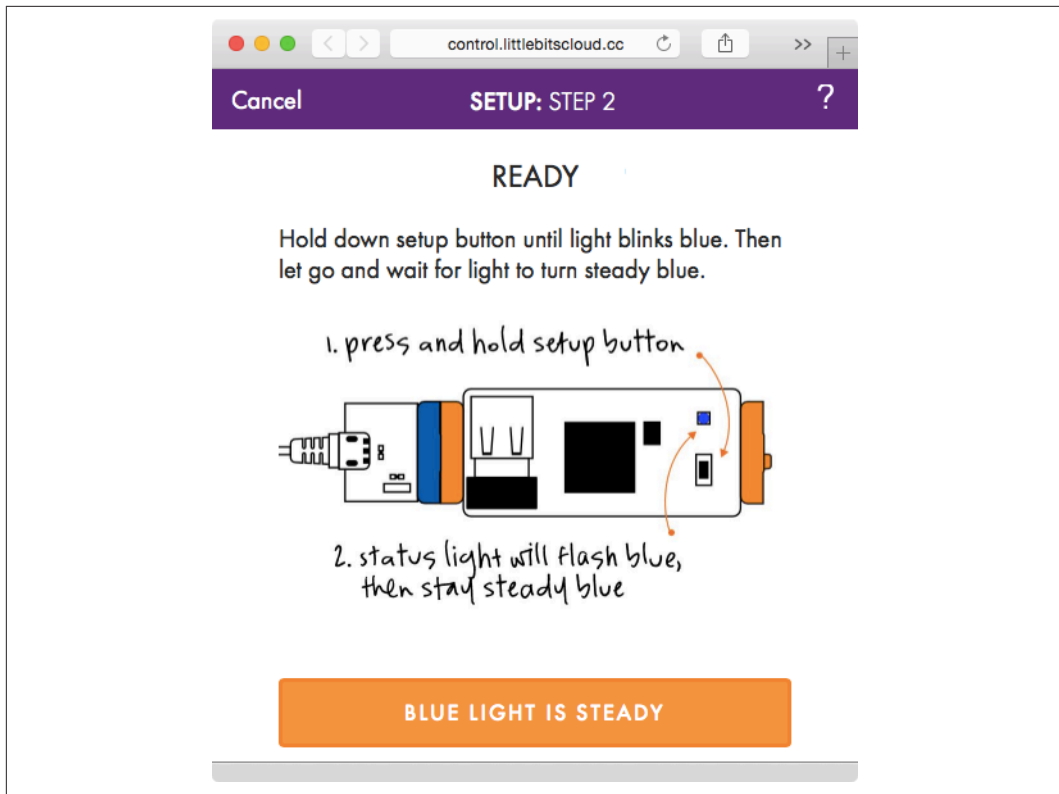 control.littlebitscloud.cc
Cancel SETUP: STEP 2 ?
READY
Hold down setup button until light blinks blue. Then
let go and wait for light to turn steady blue.
1. press and hold setup button
2. status light will flash blue,
then stay steady blue
BLUE LIGHT IS STEADY